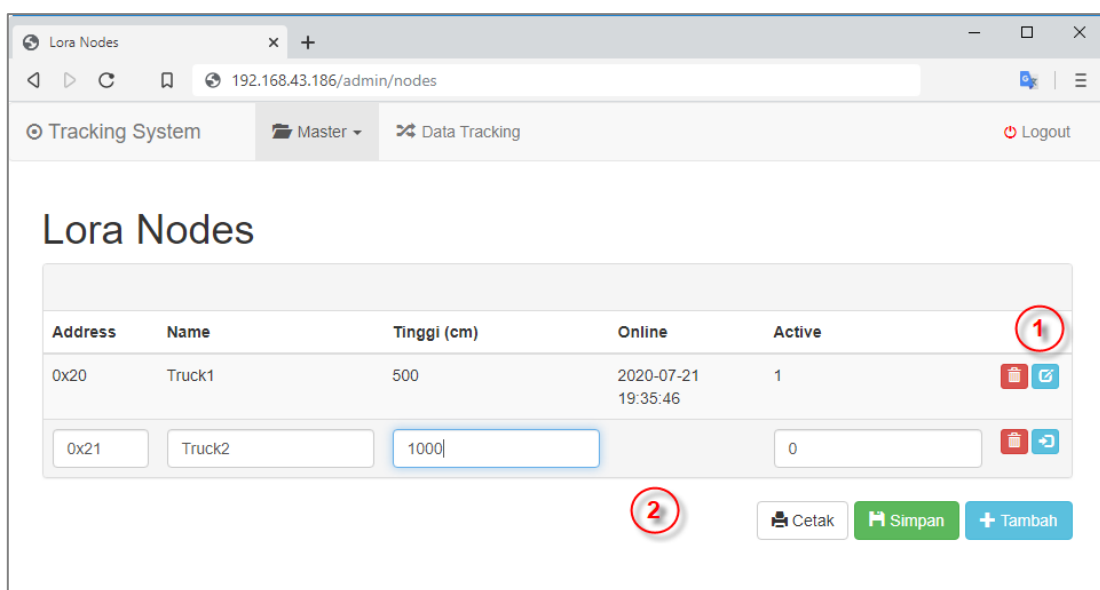 Lora Nodes
192.168.43.186/admin/nodes
Tracking System Master Data Tracking Logout
Lora Nodes
Address Name Tinggi (cm) Online Active 1
0x20 Truck1 500 2020-07-21 1
19:35:46
0x21 Truck2 1000 0
2 Cetak Simpan Tambah